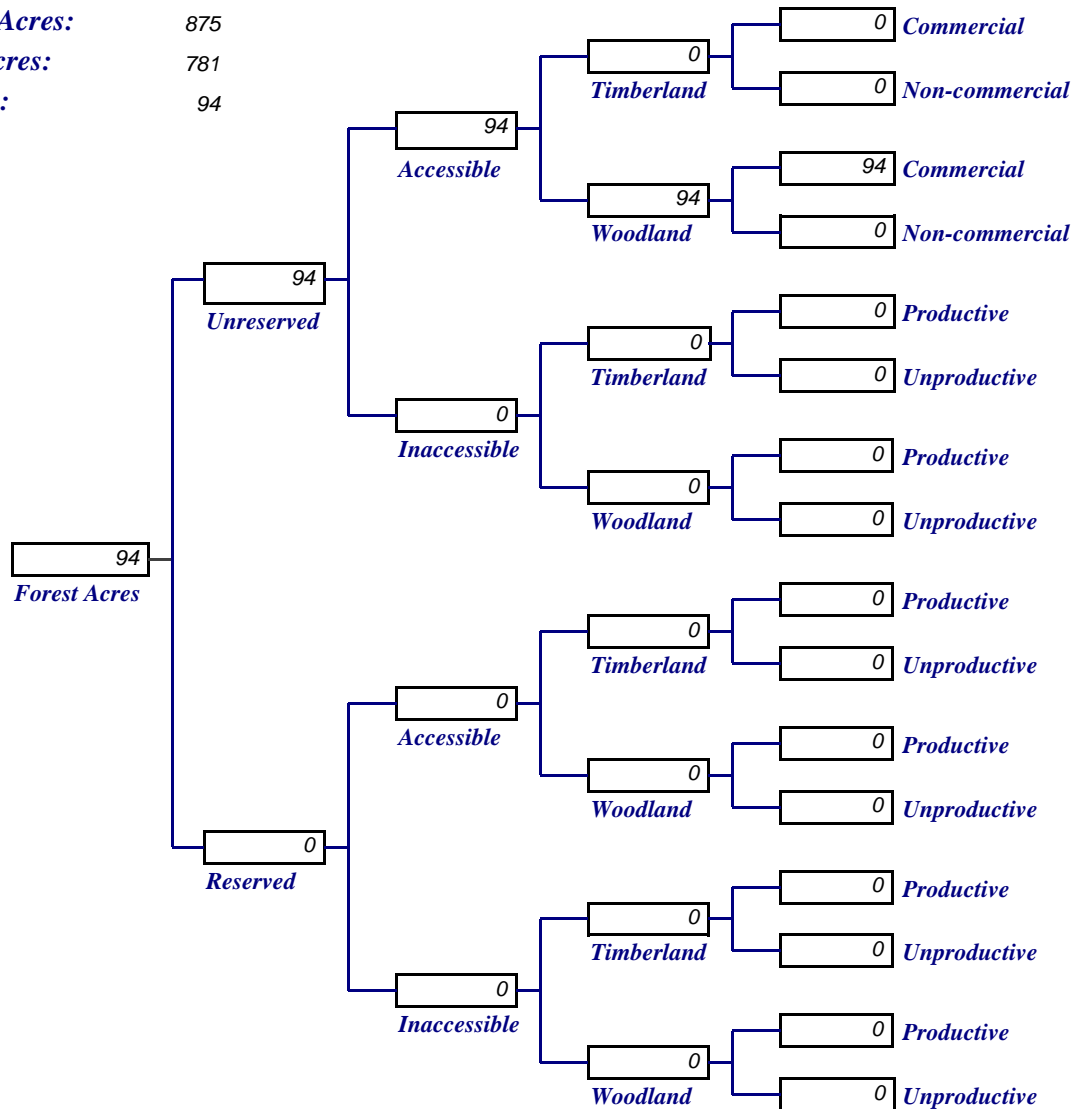 Acres: 875
cres: 781
: 94
0 Commercial
0
Timberland
0 Non-commercial
94
Accessible
94 Commercial
94
Woodland
0 Non-commercial
94
Unreserved
0 Productive
0
Timberland
0 Unproductive
0
Inaccessible
0 Productive
0
Woodland
0 Unproductive
94
Forest Acres
0 Productive
0
Timberland
0 Unproductive
0
Accessible
0 Productive
0
Woodland
0 Unproductive
0
Reserved
0 Productive
0
Timberland
0 Unproductive
0
Inaccessible
0 Productive
0
Woodland
0 Unproductive